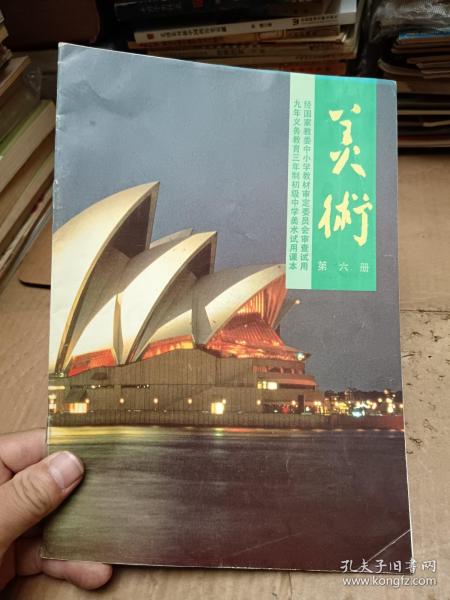 美術
第六册
经国家教委中小学教材审定委员会审查试用
九年义务教育三年制初级中学美术试用课本
孔夫子旧书网
www.kongfz.com